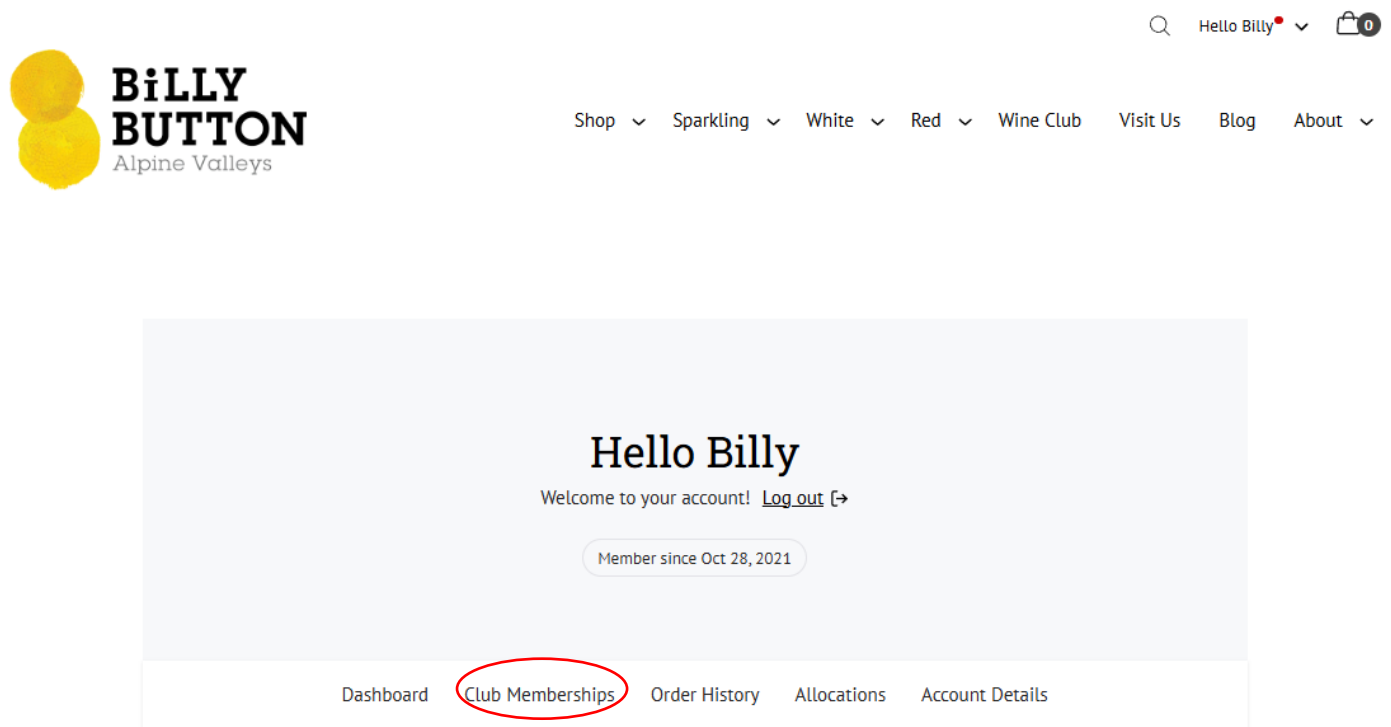 Hello Billy
0
BiLLY
BUTTON
Alpine Valleys
Shop Sparkling White Red Wine Club Visit Us Blog About
Hello Billy
Welcome to your account! Log out
Member since Oct 28, 2021
Dashboard Club Memberships Order History Allocations Account Details